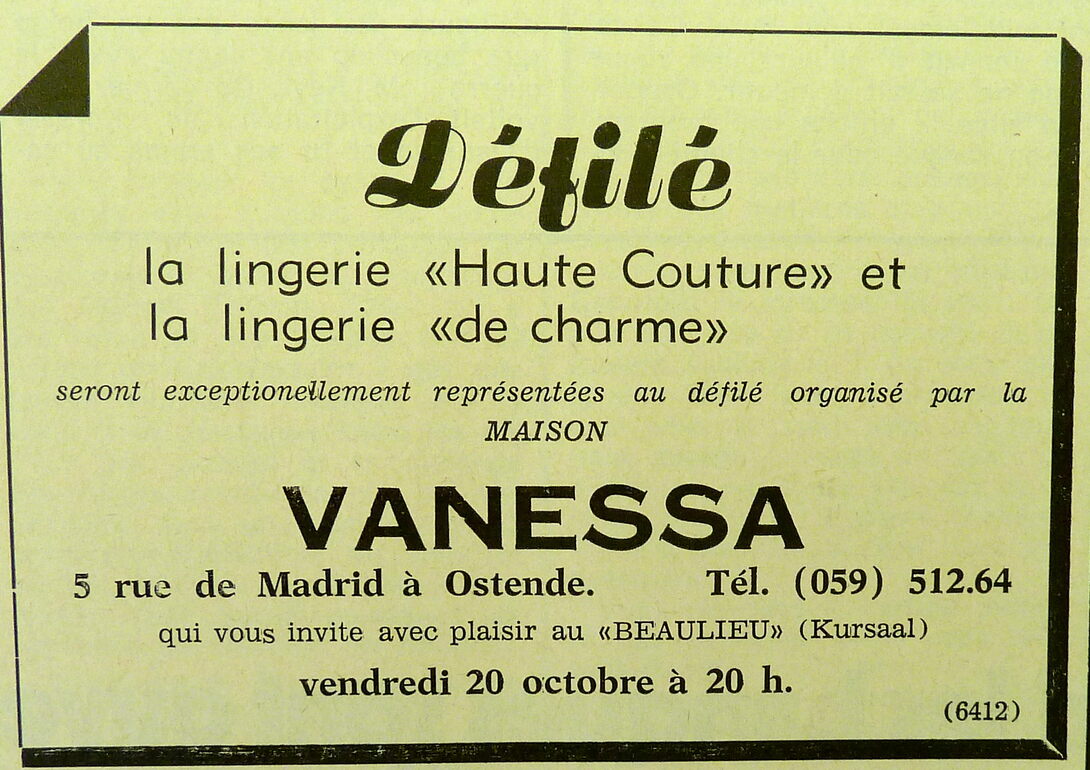 Défilé
la lingerie «Haute Couture» et
la lingerie «de charme»
seront exceptionellement représentées au défilé organisé par la
MAISON
VANESSA
5 rue de Madrid à Ostende. Tél. (059) 512.64
qui vous invite avec plaisir au «BEAULIEU» (Kursaal)
vendredi 20 octobre à 20 h.
(6412)